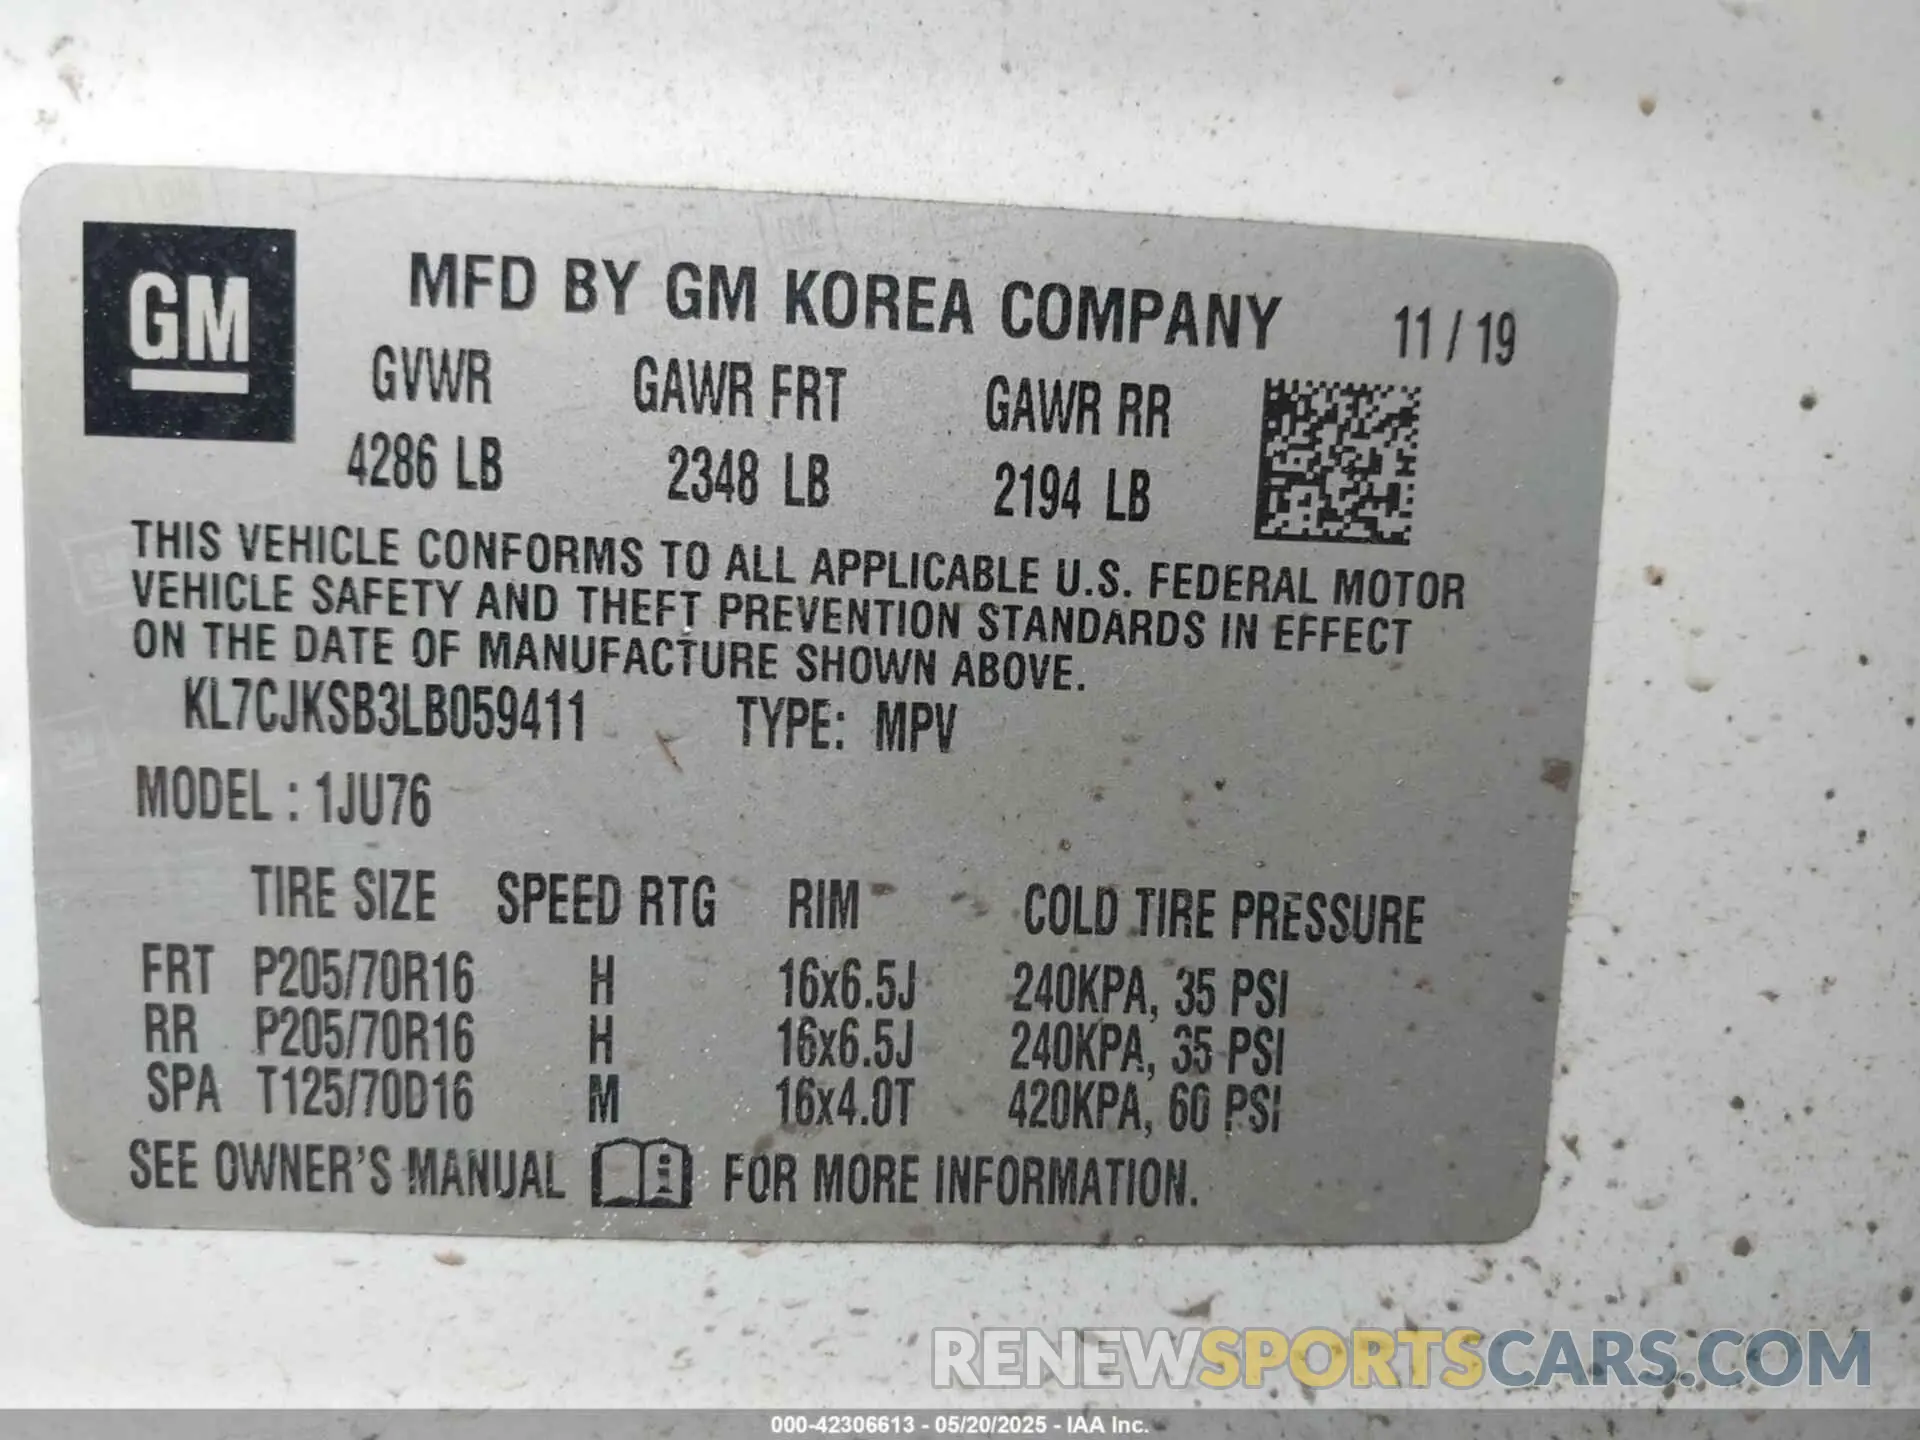 GM
MFD BY GM KOREA COMPANY 11 / 19
GVWR GAWR FRT GAWR RR
4286 LB 2348 LB 2194 LB
THIS VEHICLE CONFORMS TO ALL APPLICABLE U.S. FEDERAL MOTOR
VEHICLE SAFETY AND THEFT PREVENTION STANDARDS IN EFFECT
ON THE DATE OF MANUFACTURE SHOWN ABOVE.
KL7CJKSB3LB059411 TYPE: MPV
MODEL : 1JU76
TIRE SIZE SPEED RTG RIM COLD TIRE PRESSURE
FRT P205/70R16 H 16x6.5J 240KPA, 35 PSI
RR P205/70R16 H 16x6.5J 240KPA, 35 PSI
SPA T125/70D16 M 16x4.0T 420KPA, 60 PSI
SEE OWNER'S MANUAL FOR MORE INFORMATION.
RENEWSPORTSCARS.COM
000-42306613 - 05/20/2025 - IAA Inc.